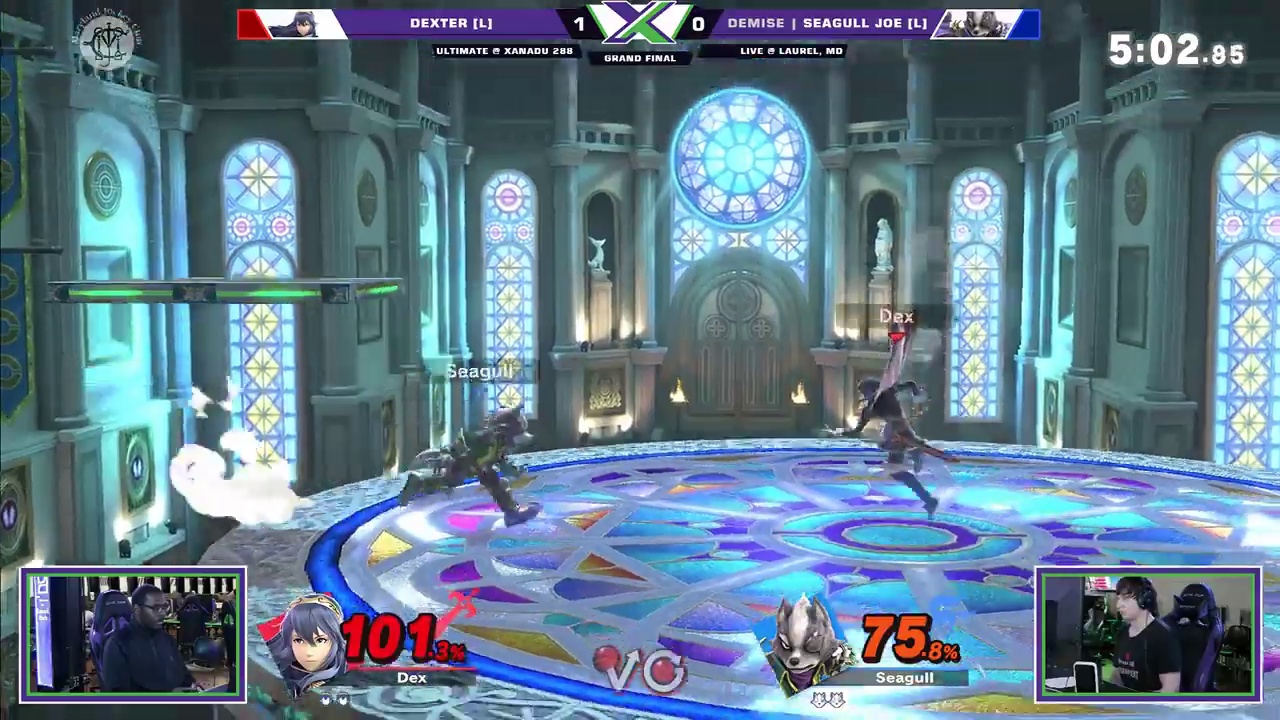 DEXTER [L] 1 0 DEMISE | SEAGULL JOE [L]
ULTIMATE @ XANADU 288 GRAND FINAL LIVE @ LAUREL, MD
5:02.85
Dex
Seagull
101.3%
75.8%
Dex
Seagull